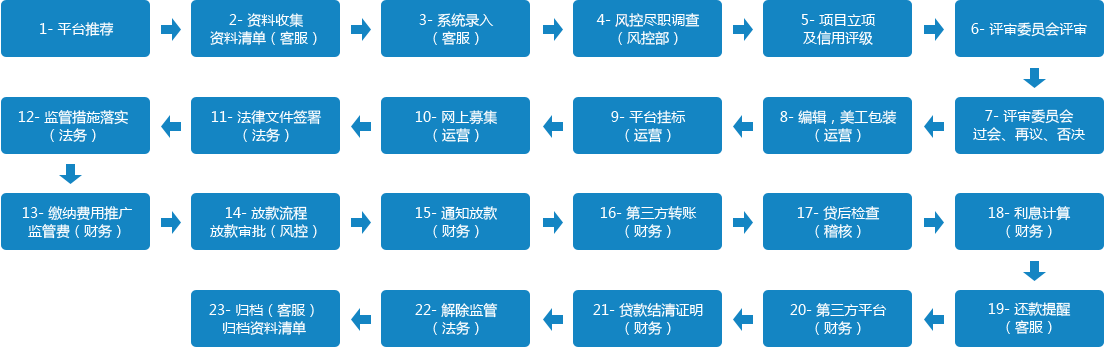 1- 平台推荐
2- 资料收集
资料清单（客服）
3- 系统录入
（客服）
4- 风控尽职调查
（风控部）
5- 项目立项
及信用评级
6- 评审委员会评审
7- 评审委员会
过会、再议、否决
8- 编辑，美工包装
（运营）
9- 平台挂标
（运营）
10- 网上募集
（运营）
11- 法律文件签署
（法务）
12- 监管措施落实
（法务）
13- 缴纳费用推广
监管费（财务）
14- 放款流程
放款审批（风控）
15- 通知放款
（财务）
16- 第三方转账
（财务）
17- 贷后检查
（稽核）
18- 利息计算
（财务）
19- 还款提醒
（客服）
20- 第三方平台
（财务）
21- 贷款结清证明
（财务）
22- 解除监管
（法务）
23- 归档（客服）
归档资料清单